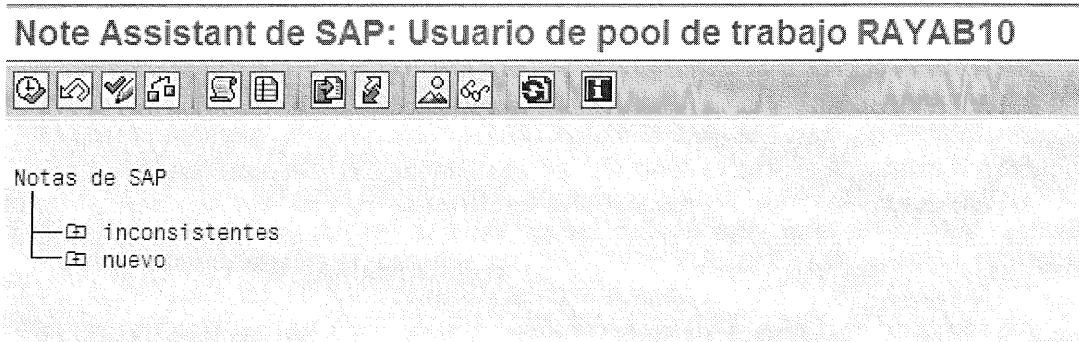 Note Assistant de SAP: Usuario de pool de trabajo RAYAB10
Notas de SAP
inconsistentes
nuevo